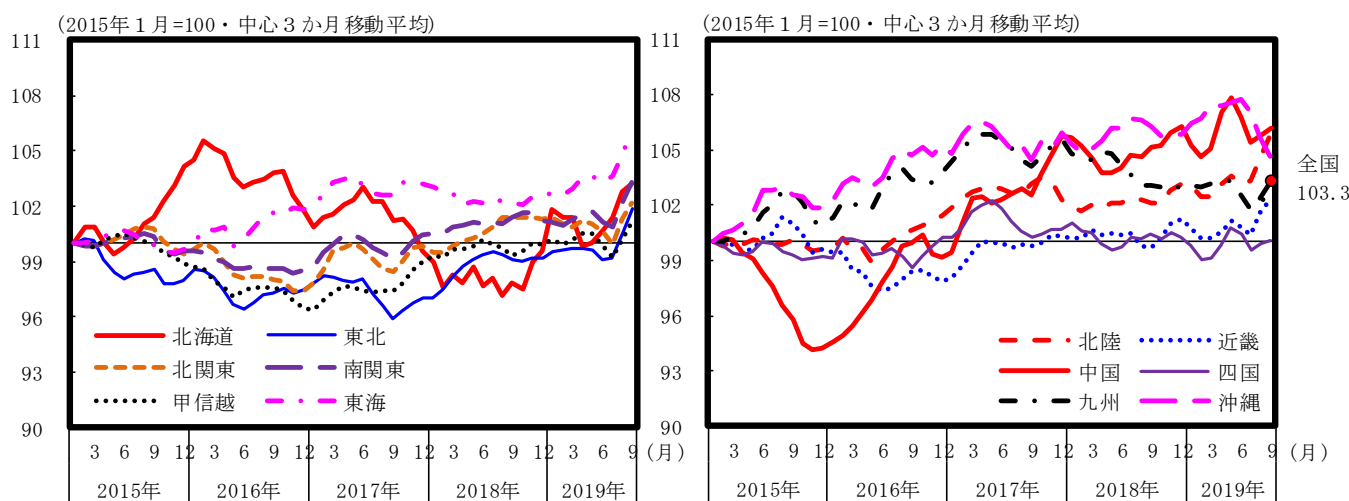 (2015年1月=100・中心3か月移動平均)
111
108
105
102
99
96
93
90
北海道
東北
北関東
南関東
甲信越
東海
3 6 9 12 3 6 9 12 3 6 9 12 3 6 9 12 3 6 9 (月)
2015年 2016年 2017年 2018年 2019年
(2015年1月=100・中心3か月移動平均)
111
108
105
102
99
96
93
90
全国
103.3
北陸
近畿
中国
四国
九州
沖縄
3 6 9 12 3 6 9 12 3 6 9 12 3 6 9 12 3 6 9 (月)
2015年 2016年 2017年 2018年 2019年